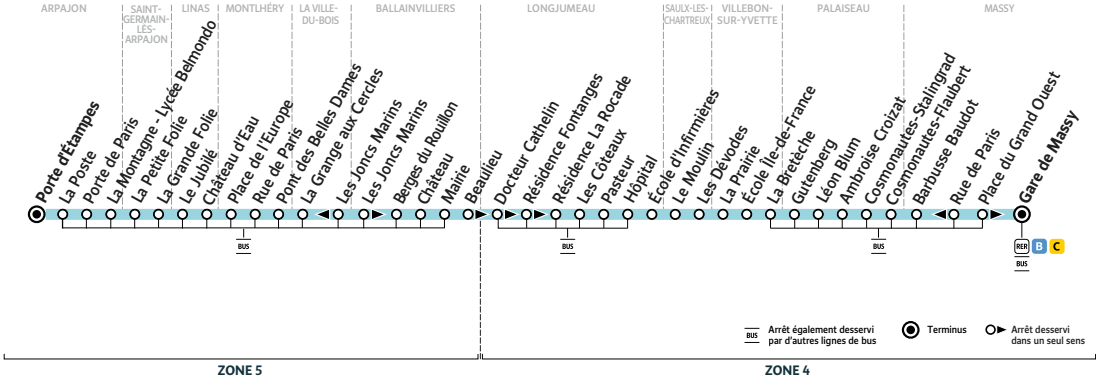 ARPAJON
SAINT-
GERMAIN-
LÈS-
ARPAJON
LINAS
MONTLHÉRY
LA VILLE-
DU-BOIS
BALLAINVILLIERS
LONGJUMEAU
SAULX-LES-
CHARTREUX
VILLEBON-
SUR-YVETTE
PALAISEAU
MASSY
Porte d'Étampes
La Poste
Porte de Paris
La Montagne - Lycée Belmondo
La Petite Folie
La Grande Folie
Le Jubilé
Château d'Eau
Place de l'Europe
Rue de Paris
Pont des Belles Dames
La Grange aux Cercles
Les Joncs Marins
Les Joncs Marins
Berges du Rouillon
Château
Mairie
Beaulieu
Docteur Cathelin
Résidence Fontanges
Résidence La Rocade
Les Côteaux
Pasteur
Hôpital
École d'Infirmières
Le Moulin
Les Dévodes
La Prairie
École Île-de-France
La Bretèche
Gutenberg
Léon Blum
Ambroise Croizat
Cosmonautes-Stalingrad
Cosmonautes-Flaubert
Barbusse Baudot
Rue de Paris
Place du Grand Ouest
Gare de Massy
BUS
BUS
BUS
RER B C
BUS
BUS
Arrêt également desservi
par d'autres lignes de bus
Terminus
Arrêt desservi
dans un seul sens
ZONE 5
ZONE 4